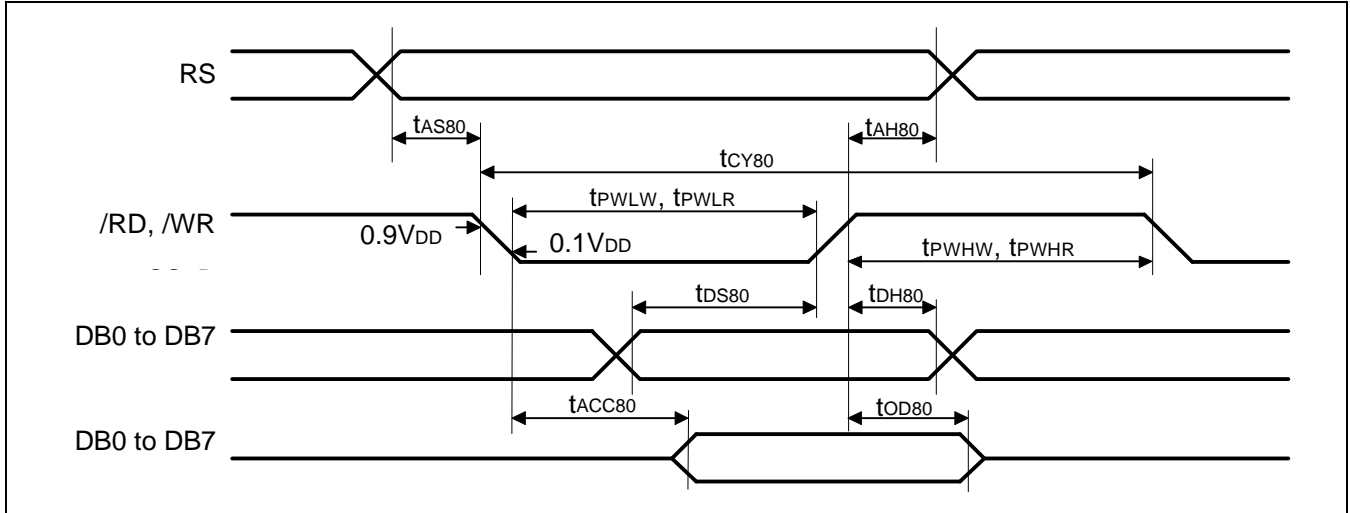 RS
tAS80
tAH80
tCY80
/RD, /WR
tPWLW, tPWLR
0.9VDD
0.1VDD
tPWHW, tPWHR
tDS80
tDH80
DB0 to DB7
tACC80
tOD80
DB0 to DB7